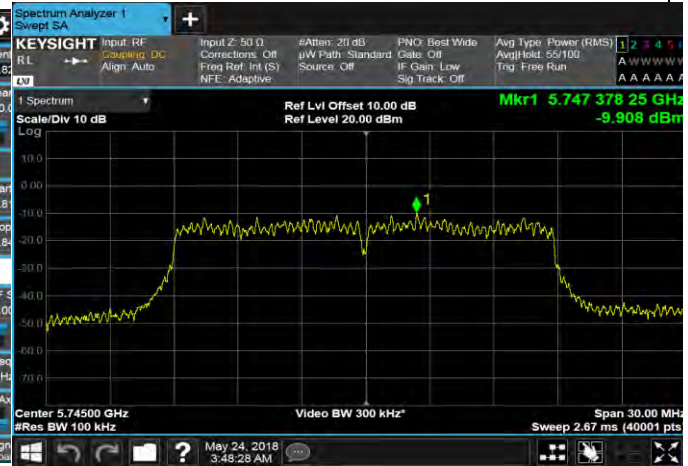 Spectrum Analyzer 1
Swept SA
+
KEYSIGHT
RL
LXI
Input: RF
Coupling: DC
Align: Auto
Input Z: 50 Ω
Corrections: Off
Freq Ref: Int (S)
NFE: Adaptive
#Atten: 20 dB
µW Path: Standard
Source: Off
PNO: Best Wide
Gate: Off
IF Gain: Low
Sig Track: Off
Avg Type: Power (RMS)
Avg|Hold: 55/100
Trig: Free Run
1 2 3 4 5
A W W W W W
A A A A A A
1 Spectrum
Scale/Div 10 dB
Log
Ref Lvl Offset 10.00 dB
Ref Level 20.00 dBm
Mkr1 5.747 378 25 GHz
-9.908 dBm
10.0
0.00
-10.0
-20.0
-30.0
-40.0
-50.0
-60.0
-70.0
1
Center 5.74500 GHz
#Res BW 100 kHz
Video BW 300 kHz*
Span 30.00 MHz
Sweep 2.67 ms (40001 pts)
?
May 24, 2018
3:48:28 AM